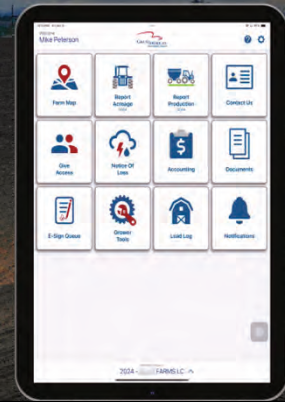 Welcome
Mike Peterson
Farm Map
Report
Acreage
Report
Production
Contact Us
Give
Access
Notice Of
Loss
Accounting
Documents
E-Sign Queue
Grower
Tools
Load Log
Notifications
2024 - FARMS LC